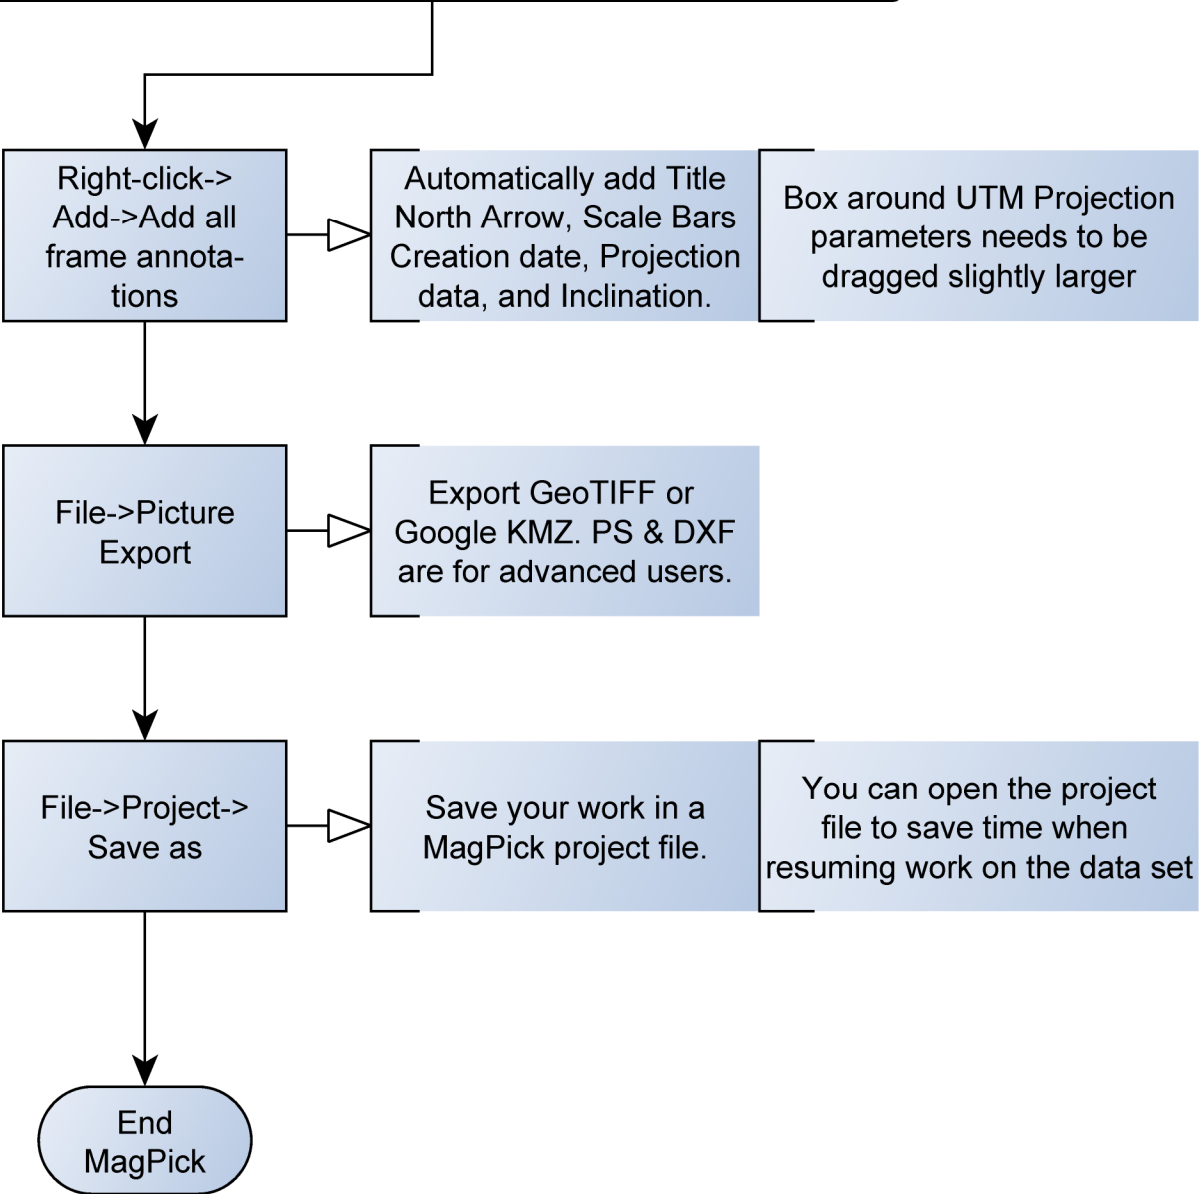 Right-click->
Add->Add all
frame annota-
tions
Automatically add Title
North Arrow, Scale Bars
Creation date, Projection
data, and Inclination.
Box around UTM Projection
parameters needs to be
dragged slightly larger
File->Picture
Export
Export GeoTIFF or
Google KMZ. PS & DXF
are for advanced users.
File->Project->
Save as
Save your work in a
MagPick project file.
You can open the project
file to save time when
resuming work on the data set
End
MagPick